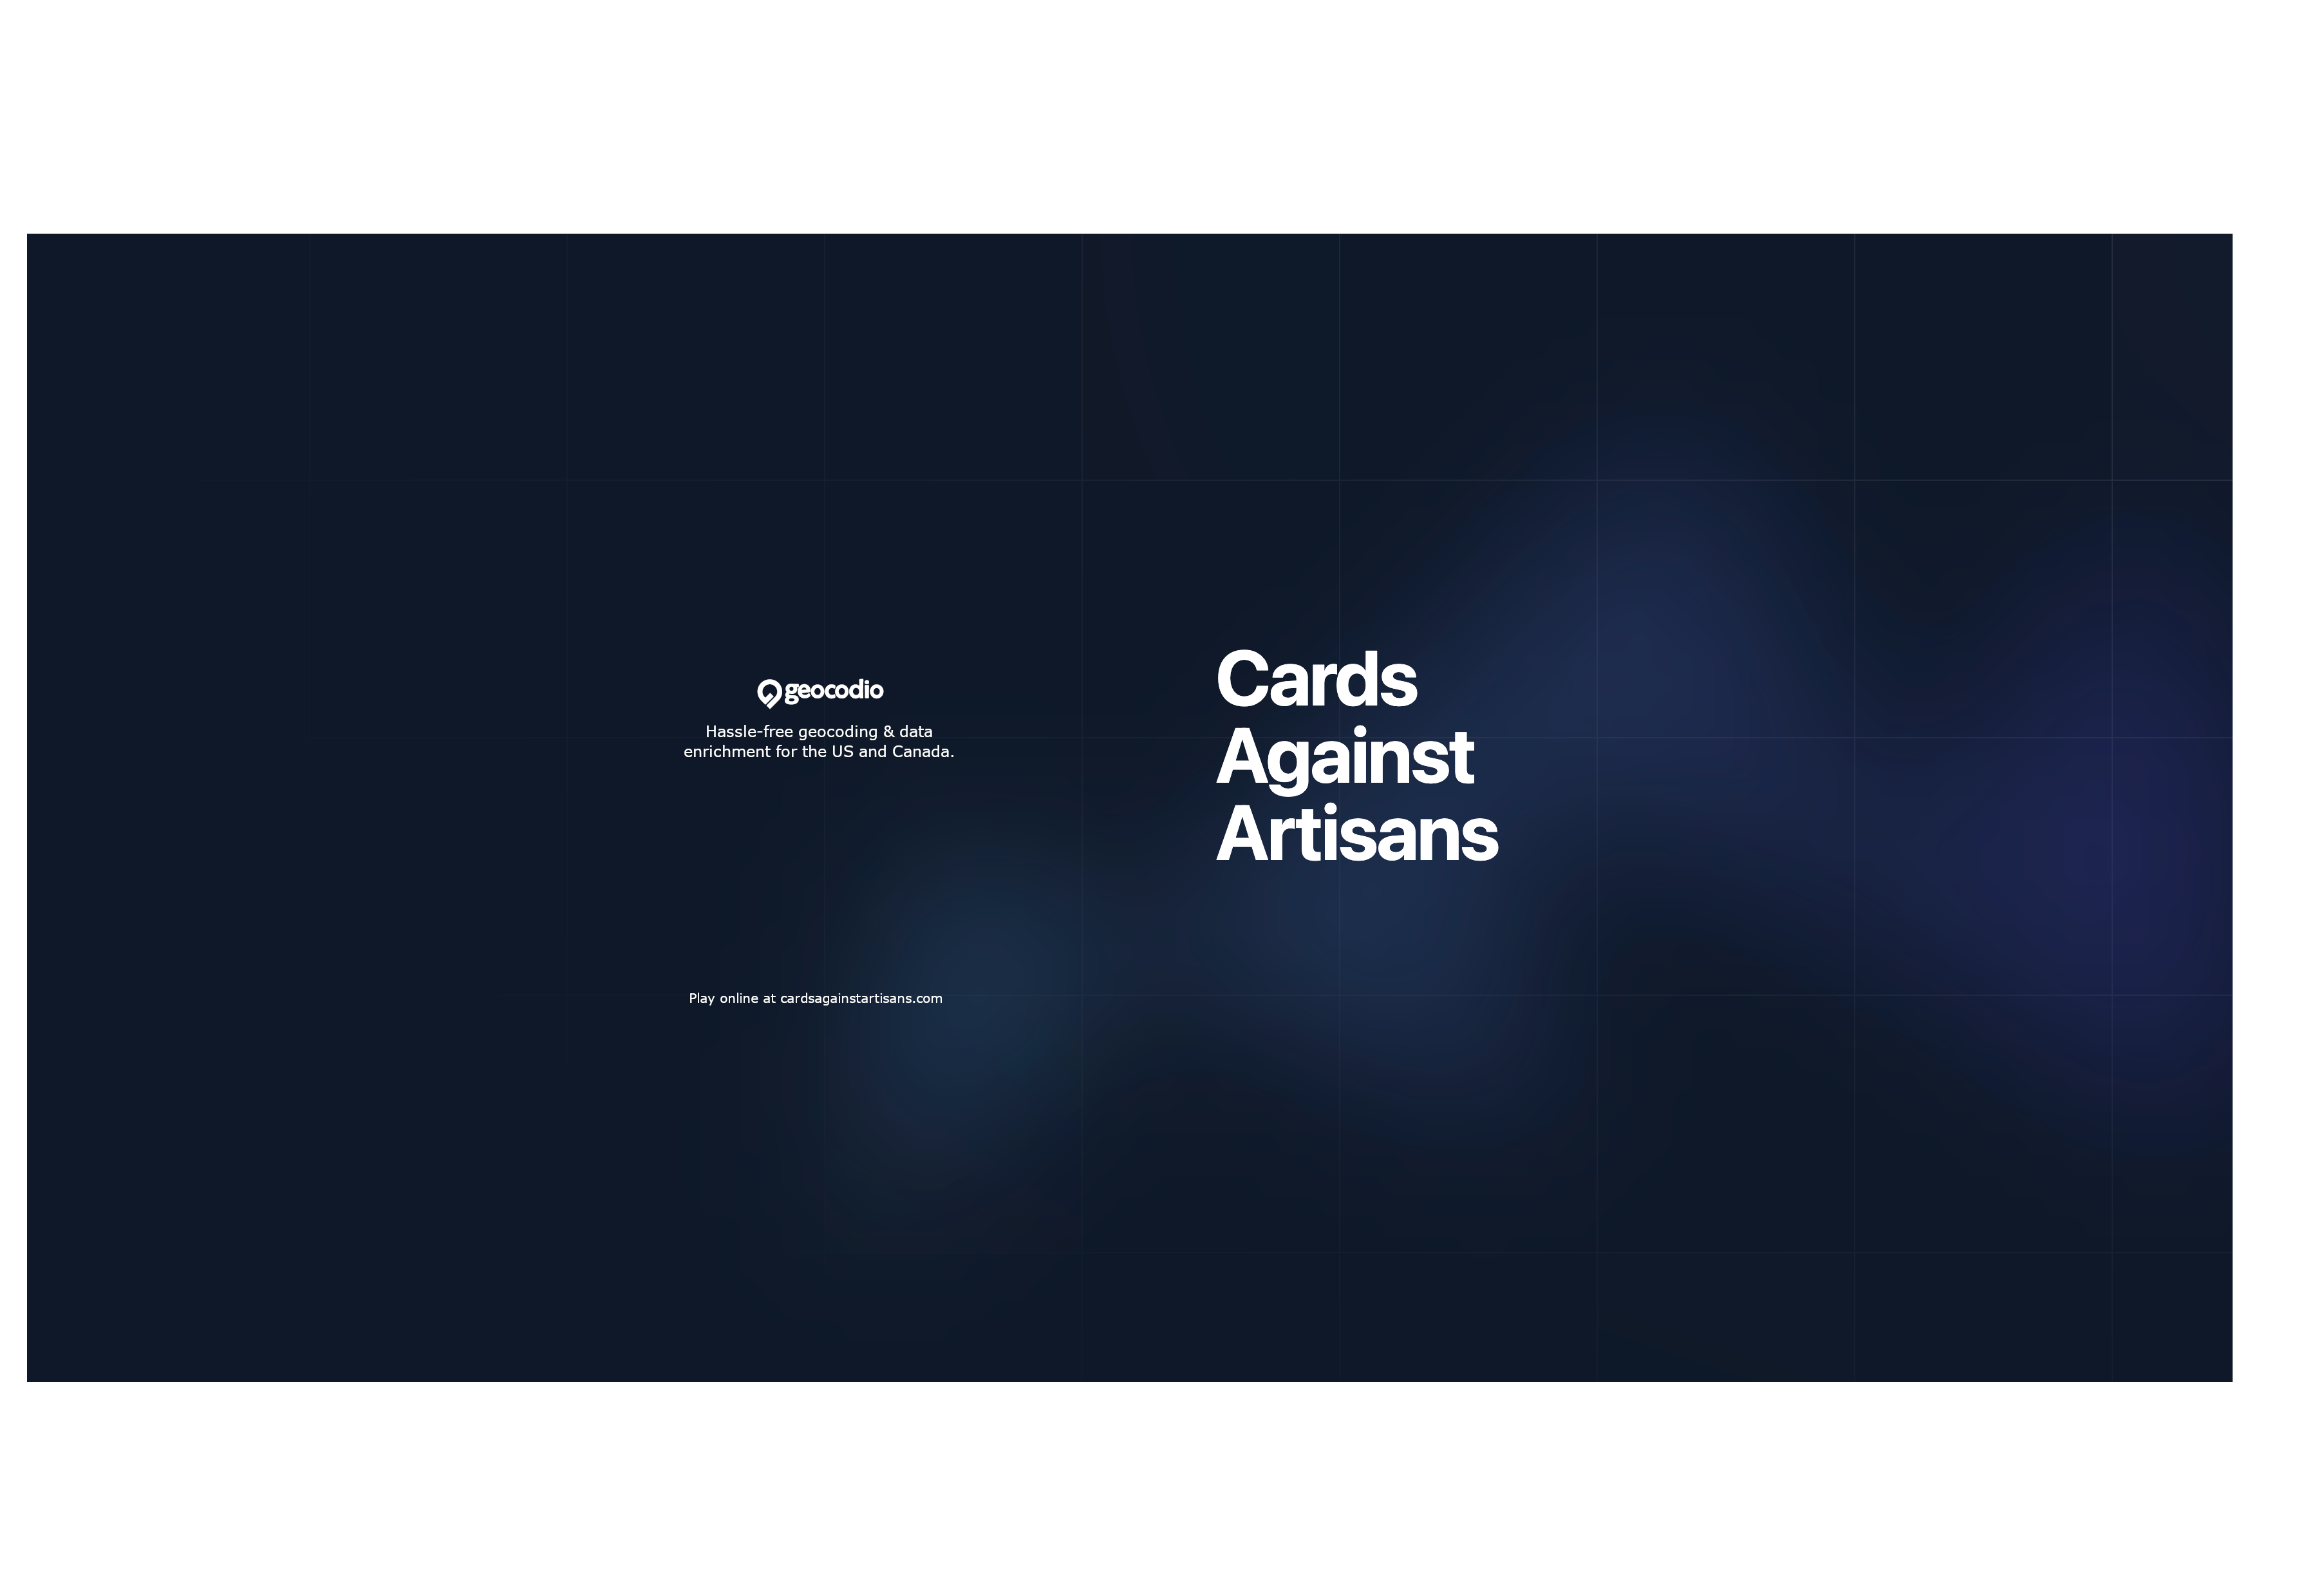 geocodio
Hassle-free geocoding & data
enrichment for the US and Canada.
Play online at cardsagainstartisans.com
Cards
Against
Artisans